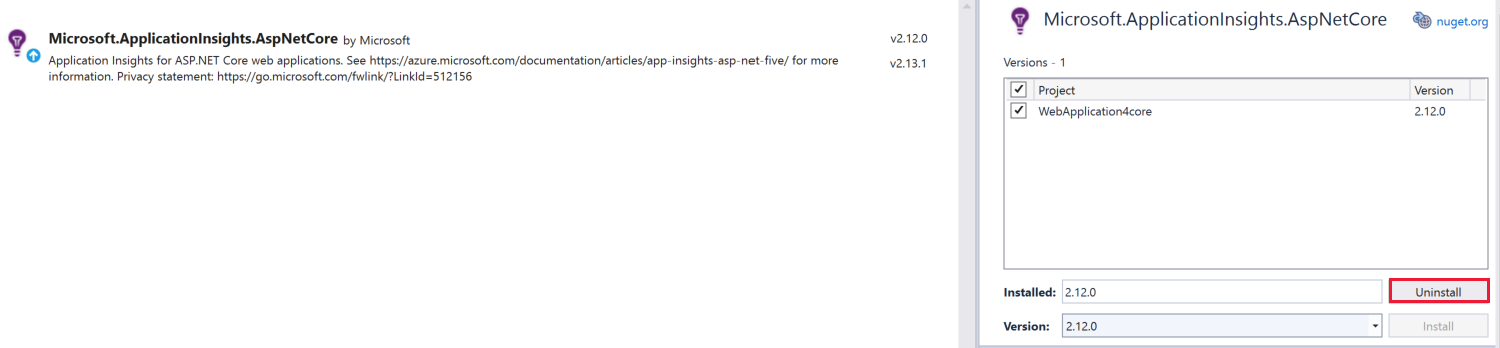 Microsoft.ApplicationInsights.AspNetCore by Microsoft
v2.12.0
Application Insights for ASP.NET Core web applications. See https://azure.microsoft.com/documentation/articles/app-insights-asp-net-five/ for more
v2.13.1
information. Privacy statement: https://go.microsoft.com/fwlink/?LinkId=512156
Microsoft.ApplicationInsights.AspNetCore
nuget.org
Versions - 1
Project Version
WebApplication4core 2.12.0
Installed: 2.12.0 Uninstall
Version: 2.12.0 Install